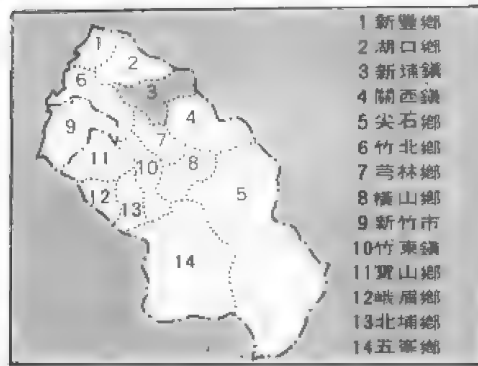 1 新豐鄉
2 湖口鄉
3 新埔鎮
4 關西鎮
5 尖石鄉
6 竹北鄉
7 芎林鄉
8 橫山鄉
9 新竹市
10 竹東鎮
11 寶山鄉
12 峨眉鄉
13 北埔鄉
14 五峯鄉
1
2
3
6
4
9
7
11
10
8
12
13
5
14